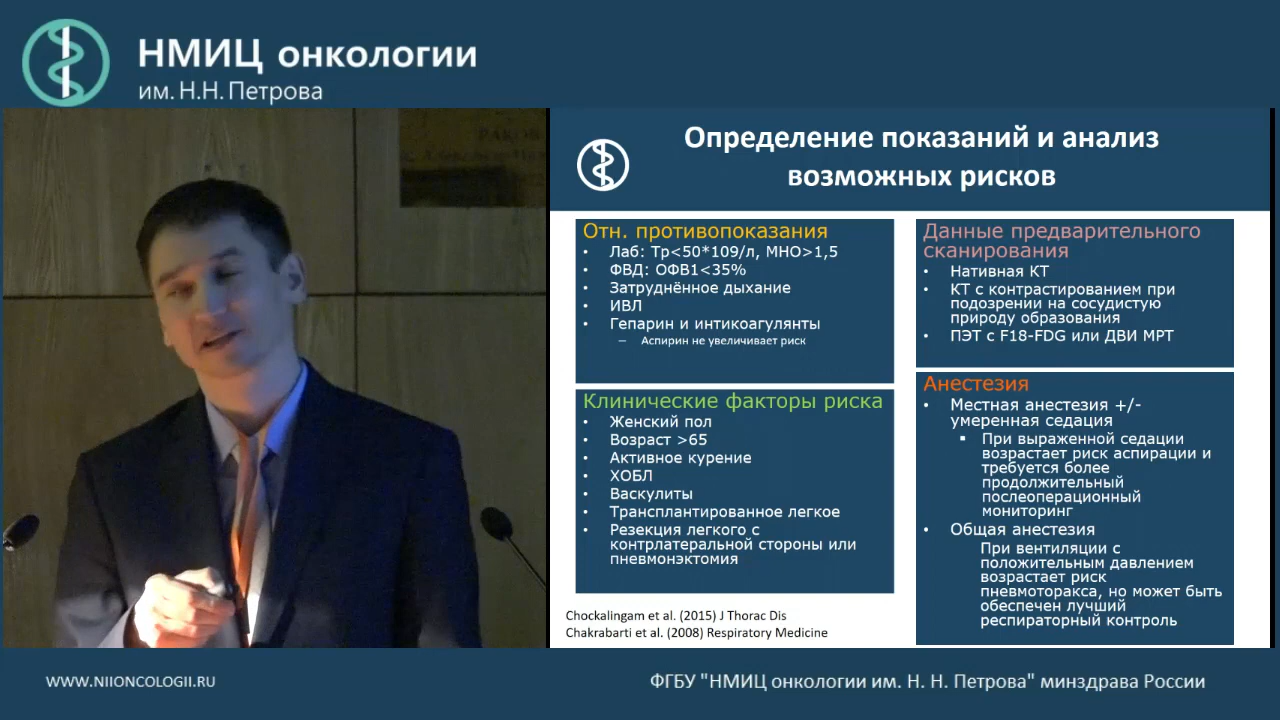 НМИЦ онкологии
им. Н.Н. Петрова
РАКОВ
Определение показаний и анализ
возможных рисков
Отн. противопоказания
• Лаб: Тр<50*109/л, МНО>1,5
• ФВД: ОФВ1<35%
• Затруднённое дыхание
• ИВЛ
• Гепарин и интикоагулянты
– Аспирин не увеличивает риск
Клинические факторы риска
• Женский пол
• Возраст >65
• Активное курение
• ХОБЛ
• Васкулиты
• Трансплантированное легкое
• Резекция легкого с
контрлатеральной стороны или
пневмонэктомия
Данные предварительного
сканирования
• Нативная КТ
• КТ с контрастированием при
подозрении на сосудистую
природу образования
• ПЭТ с F18-FDG или ДВИ МРТ
Анестезия
• Местная анестезия +/-
умеренная седация
▪ При выраженной седации
возрастает риск аспирации и
требуется более
продолжительный
послеоперационный
мониторинг
• Общая анестезия
При вентиляции с
положительным давлением
возрастает риск
пневмоторакса, но может быть
обеспечен лучший
респираторный контроль
Chockalingam et al. (2015) J Thorac Dis
Chakrabarti et al. (2008) Respiratory Medicine
WWW.NIIONCOLOGII.RU
ФГБУ "НМИЦ онкологии им. Н. Н. Петрова" минздрава России